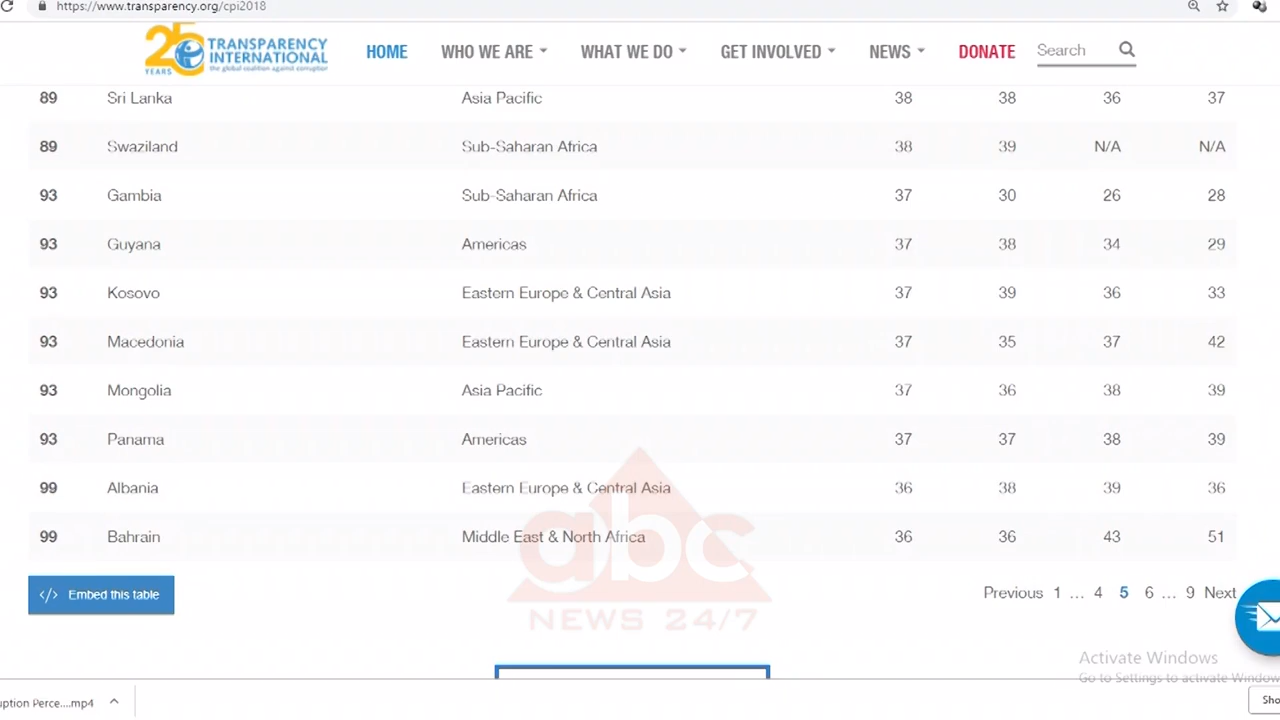 https://www.transparency.org/cpi2018
25 YEARS TRANSPARENCY INTERNATIONAL the global coalition against corruption
HOME WHO WE ARE WHAT WE DO GET INVOLVED NEWS DONATE Search
89 Sri Lanka Asia Pacific 38 38 36 37
89 Swaziland Sub-Saharan Africa 38 39 N/A N/A
93 Gambia Sub-Saharan Africa 37 30 26 28
93 Guyana Americas 37 38 34 29
93 Kosovo Eastern Europe & Central Asia 37 39 36 33
93 Macedonia Eastern Europe & Central Asia 37 35 37 42
93 Mongolia Asia Pacific 37 36 38 39
93 Panama Americas 37 37 38 39
99 Albania Eastern Europe & Central Asia 36 38 39 36
99 Bahrain Middle East & North Africa 36 36 43 51
abc
NEWS 24/7
</> Embed this table
Previous 1 ... 4 5 6 ... 9 Next
Activate Windows
Go to Settings to activate Window
uption Perce....mp4
Sho